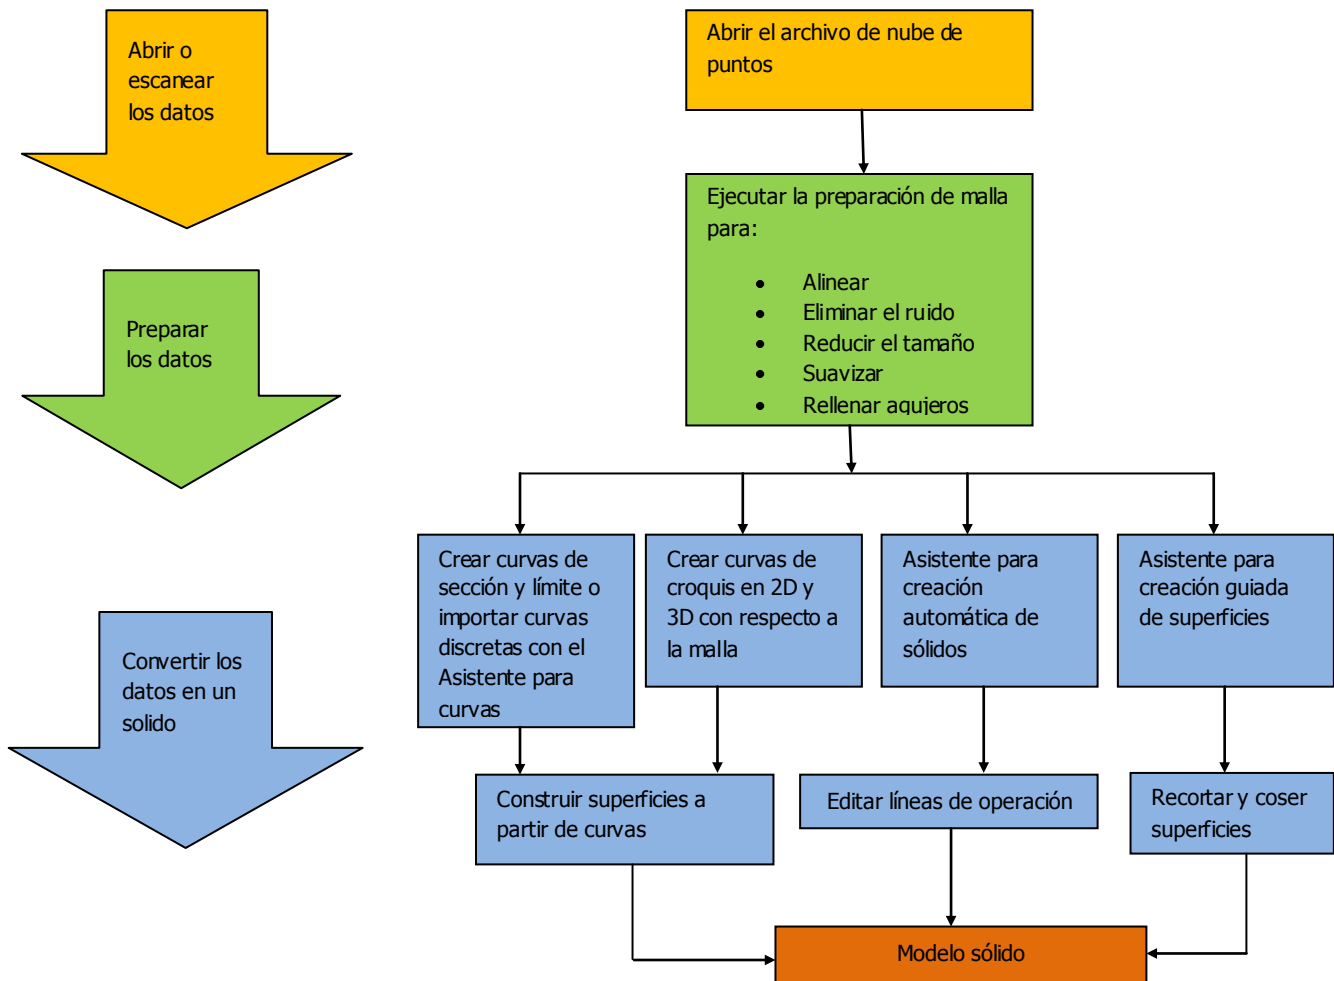 Abrir o
escanear
los datos
Abrir el archivo de nube de
puntos
Ejecutar la preparación de malla
para:
• Alinear
• Eliminar el ruido
• Reducir el tamaño
• Suavizar
• Rellenar agujeros
Preparar
los datos
Crear curvas de
sección y límite o
importar curvas
discretas con el
Asistente para
curvas
Crear curvas de
croquis en 2D y
3D con respecto a
la malla
Asistente para
creación
automática de
sólidos
Asistente para
creación guiada
de superficies
Convertir los
datos en un
solido
Construir superficies a
partir de curvas
Editar líneas de operación
Recortar y coser
superficies
Modelo sólido